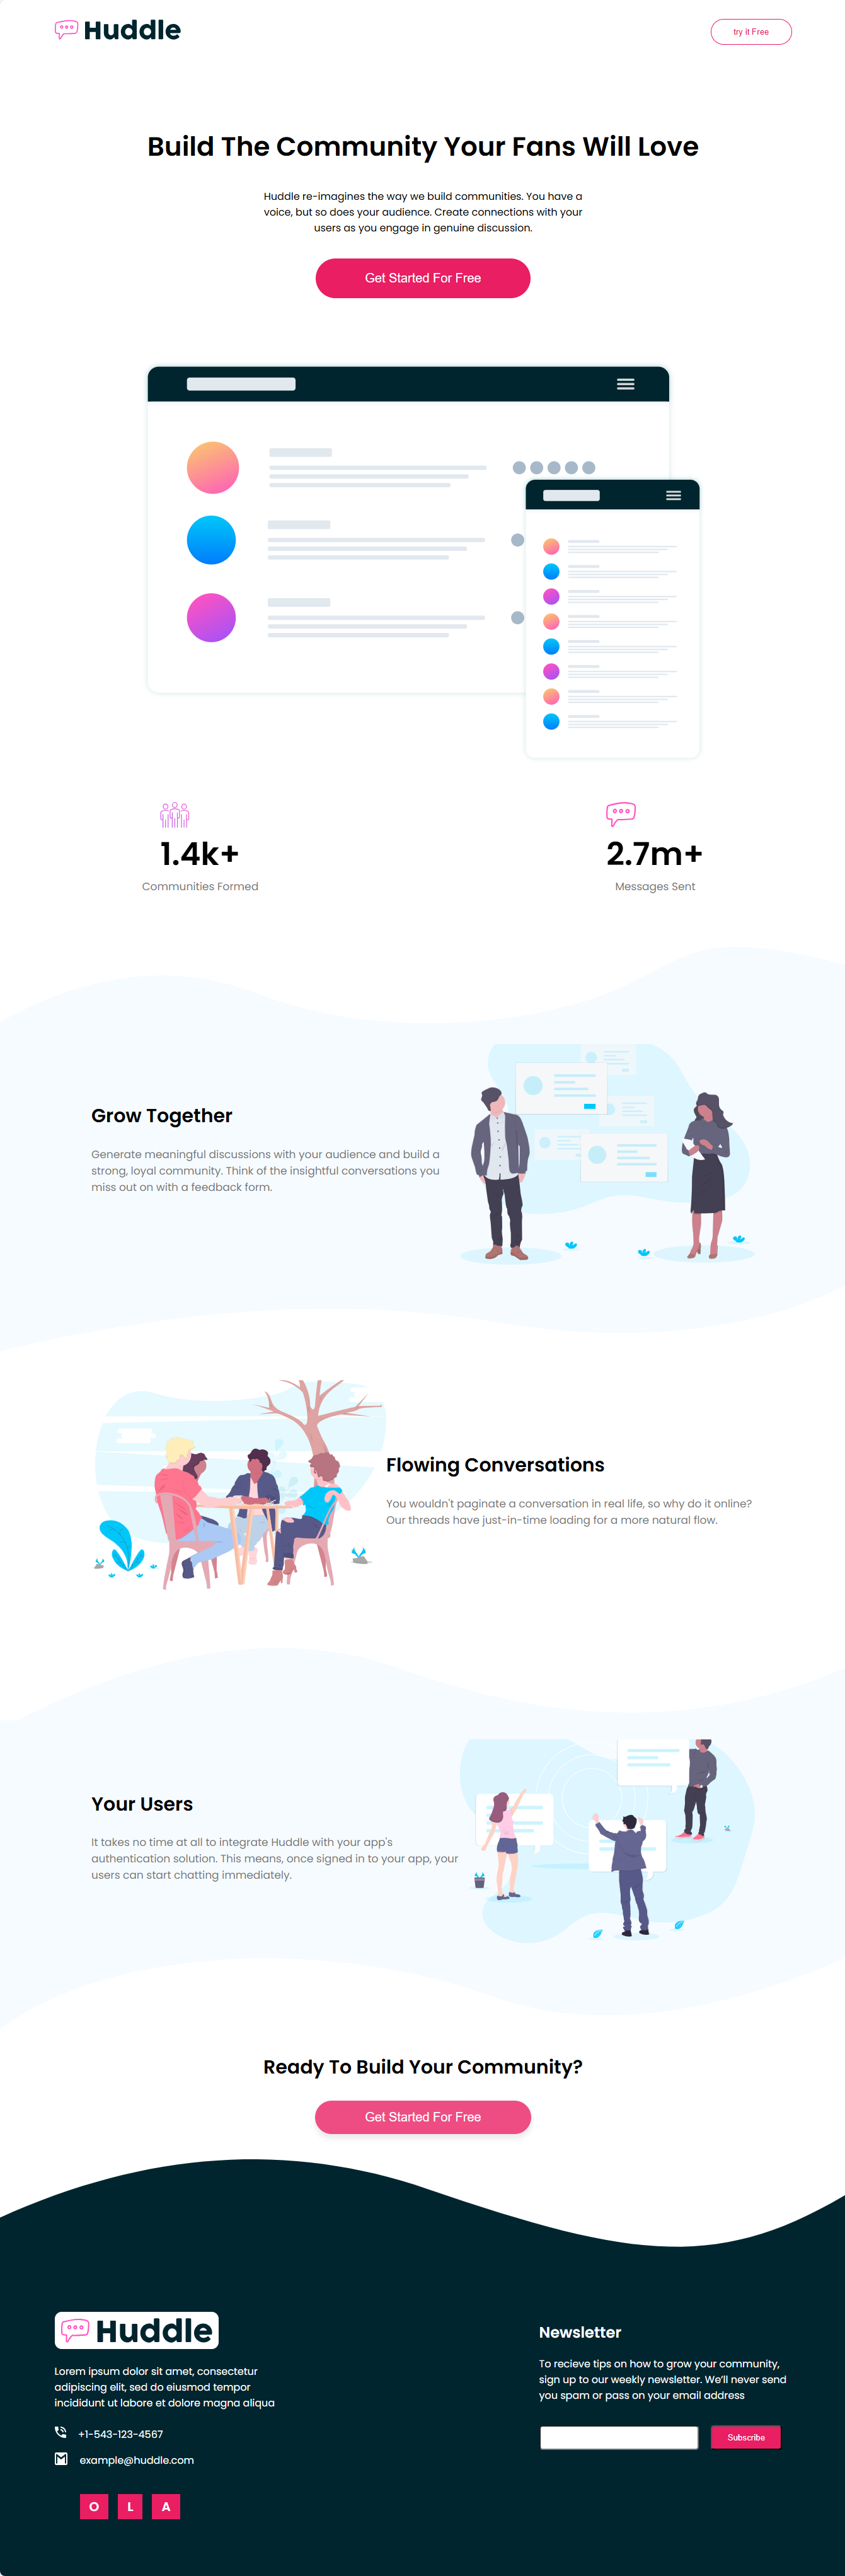 Huddle
try it Free
Build The Community Your Fans Will Love
Huddle re-imagines the way we build communities. You have a
voice, but so does your audience. Create connections with your
users as you engage in genuine discussion.
Get Started For Free
1.4k+
Communities Formed
2.7m+
Messages Sent
Grow Together
Generate meaningful discussions with your audience and build a
strong, loyal community. Think of the insightful conversations you
miss out on with a feedback form.
Flowing Conversations
You wouldn't paginate a conversation in real life, so why do it online?
Our threads have just-in-time loading for a more natural flow.
Your Users
It takes no time at all to integrate Huddle with your app's
authentication solution. This means, once signed in to your app, your
users can start chatting immediately.
Ready To Build Your Community?
Get Started For Free
Huddle
Lorem ipsum dolor sit amet, consectetur
adipiscing elit, sed do eiusmod tempor
incididunt ut labore et dolore magna aliqua
+1-543-123-4567
example@huddle.com
O L A
Newsletter
To recieve tips on how to grow your community,
sign up to our weekly newsletter. We'll never send
you spam or pass on your email address
Subscribe